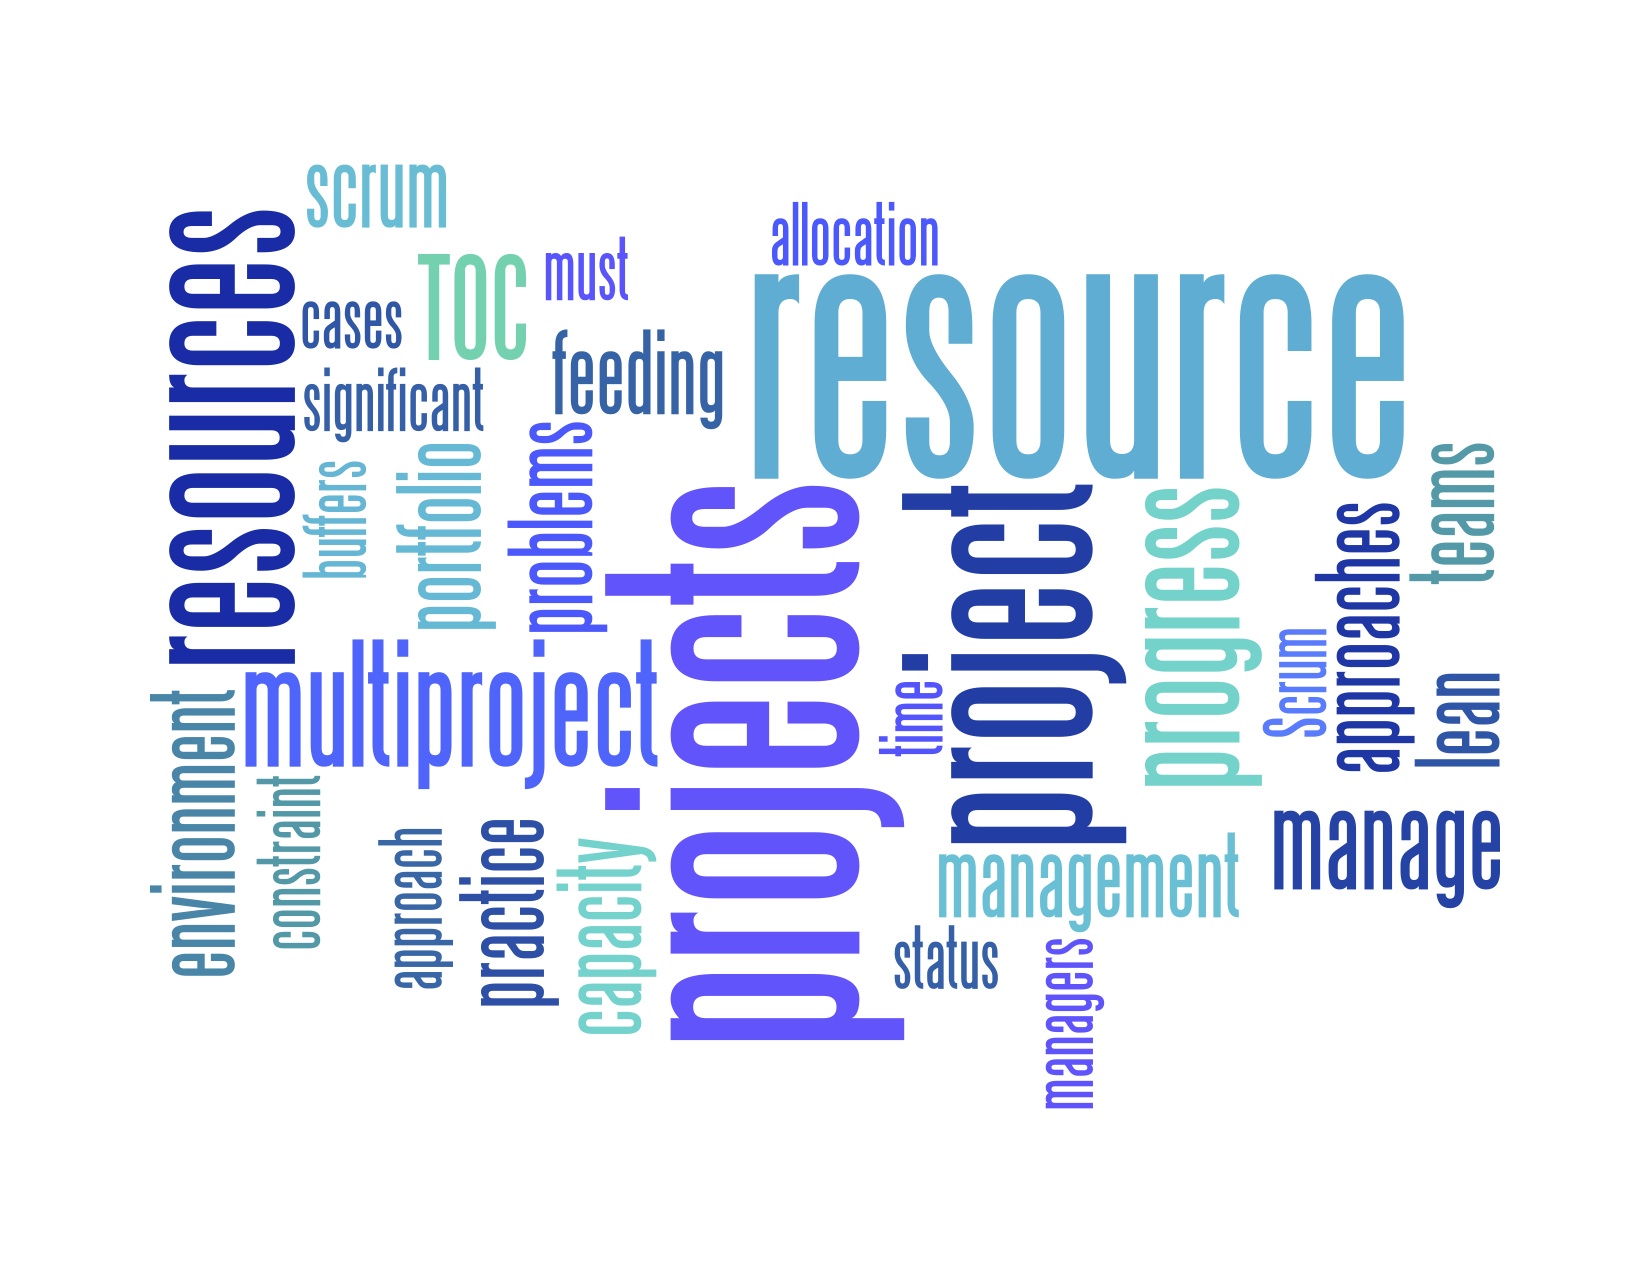 scrum
resources
allocation
must
TOC
resource
cases
feeding
significant
problems
portfolio
buffers
teams
projects
project
progress
approaches
Scrum
multiproject
time
lean
environment
constraint
manage
approach
practice
capacity
management
status
managers